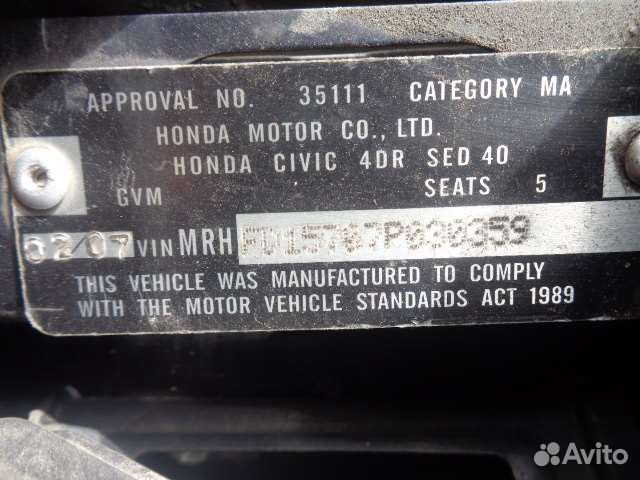 APPROVAL NO. 35111 CATEGORY MA
HONDA MOTOR CO., LTD.
HONDA CIVIC 4DR SED 40
GVM SEATS 5
02/07 VIN MRHFD15707P030359
THIS VEHICLE WAS MANUFACTURED TO COMPLY
WITH THE MOTOR VEHICLE STANDARDS ACT 1989
Avito